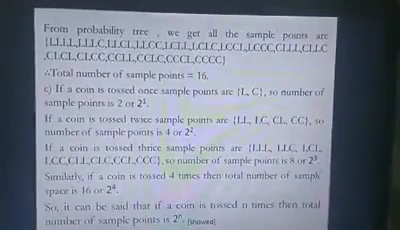 From probability tree , we get all the sample points are
{LLLL,LLLC,LLCL,LLCC,LCLL,LCLC,LCCL,LCCC,CLLL,CLLC
,CLCL,CLCC,CCLL,CCLC,CCCL,CCCC}
∴Total number of sample points = 16.
c) If a coin is tossed once sample points are {L, C}, so number of
sample points is 2 or 2¹.
If a coin is tossed twice sample points are {LL, LC, CL, CC}, so
number of sample points is 4 or 2².
If a coin is tossed thrice sample points are {LLL, LLC, LCL,
LCC,CLL,CLC,CCL,CCC}, so number of sample points is 8 or 2³.
Similarly, if a coin is tossed 4 times then total number of sample
space is 16 or 2⁴.
So, it can be said that if a coin is tossed n times then total
number of sample points is 2ⁿ. (showed)